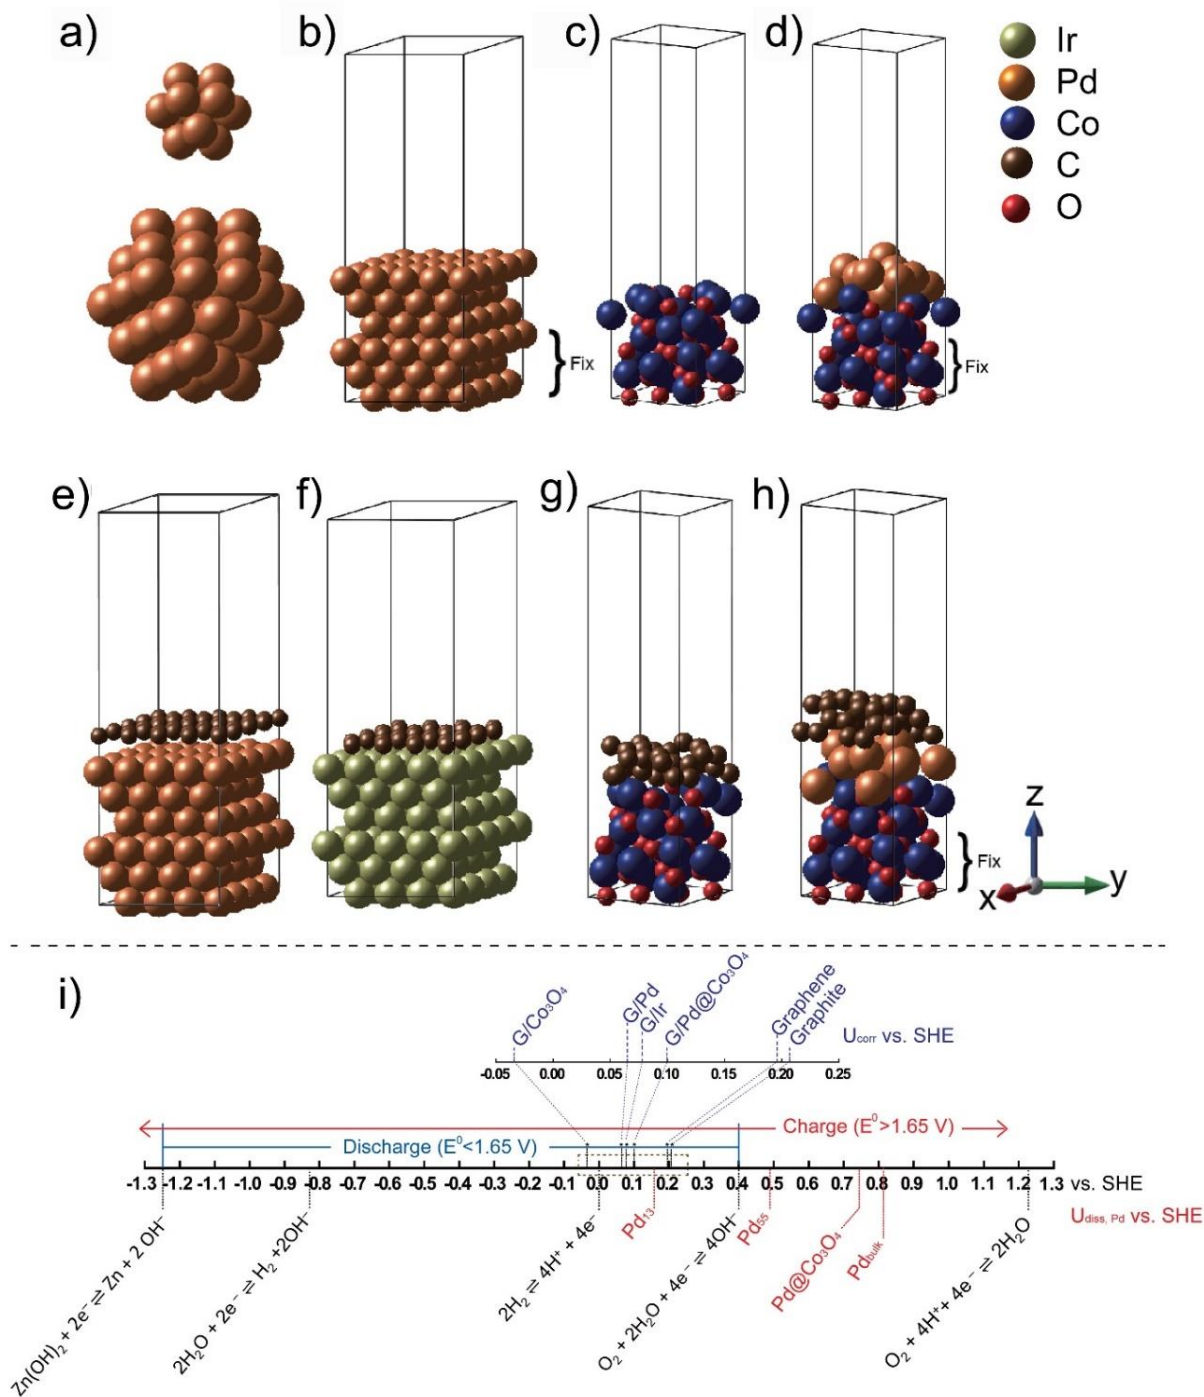 a)
b)
c)
d)
Ir
Pd
Co
C
O
Fix
Fix
e)
f)
g)
h)
Fix
z
x
y
i)
G/Co₃O₄
G/Pd
G/Ir
G/Pd@Co₃O₄
Graphene
Graphite
U_corr vs. SHE
-0.05 0.00 0.05 0.10 0.15 0.20 0.25
Charge (E⁰>1.65 V)
Discharge (E⁰<1.65 V)
-1.3 -1.2 -1.1 -1.0 -0.9 -0.8 -0.7 -0.6 -0.5 -0.4 -0.3 -0.2 -0.1 0.0 0.1 0.2 0.3 0.4 0.5 0.6 0.7 0.8 0.9 1.0 1.1 1.2 1.3 vs. SHE
U_diss, Pd vs. SHE
Zn(OH)₂ + 2e⁻ ⇌ Zn + 2 OH⁻
2H₂O + 2e⁻ ⇌ H₂ +2OH⁻
2H₂ ⇌ 4H⁺ + 4e⁻
Pd₁₃
O₂ + 2H₂O + 4e⁻ ⇌ 4OH⁻
Pd₅₅
Pd@Co₃O₄
Pd_bulk
O₂ + 4H⁺+ 4e⁻ ⇌ 2H₂O